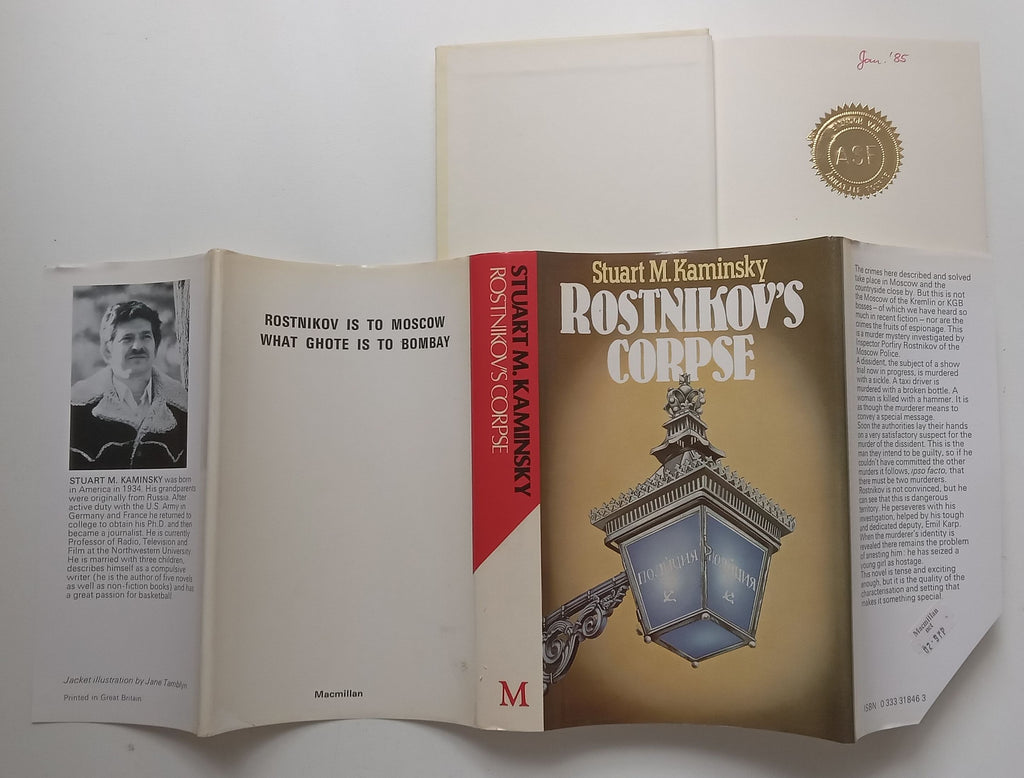 Jan. '85
ASF
STUART M. KAMINSKY was born
in America in 1934. His grandparents
were originally from Russia. After
active duty with the U.S. Army in
Germany and France he returned to
college to obtain his Ph.D. and then
became a journalist. He is currently
Professor of Radio, Television and
Film at the Northwestern University.
He is married with three children,
describes himself as a compulsive
writer (he is the author of five novels
as well as non-fiction books) and has
a great passion for basketball.
Jacket illustration by Jane Tamblyn
Printed in Great Britain
ROSTNIKOV IS TO MOSCOW
WHAT GHOTE IS TO BOMBAY
Macmillan
STUART M. KAMINSKY
ROSTNIKOV'S CORPSE
M
Stuart M. Kaminsky
ROSTNIKOV'S
CORPSE
The crimes here described and solved
take place in Moscow and the
countryside close by. But this is not
the Moscow of the Kremlin or KGB
bosses – of which we have heard so
much in recent fiction – nor are the
crimes the fruits of espionage. This
is a murder mystery investigated by
Inspector Porfiry Rostnikov of the
Moscow Police.
A dissident, the subject of a show
trial now in progress, is murdered
with a sickle. A taxi driver is
murdered with a broken bottle. A
woman is killed with a hammer. It is
as though the murderer means to
convey a special message.
Soon the authorities lay their hands
on a very satisfactory suspect for the
murder of the dissident. This is the
man they intend to be guilty, so if he
couldn't have committed the other
murders it follows, ipso facto, that
there must be two murderers.
Rostnikov is not convinced, but he
can see that this is dangerous
territory. He perseveres with his
investigation, helped by his tough
and dedicated deputy, Emil Karp.
When the murderer's identity is
revealed there remains the problem
of arresting him: he has seized a
young girl as hostage.
This novel is tense and exciting
enough, but it is the quality of the
characterisation and setting that
makes it something special.
Macmillan
net
ISBN 0 333 31846 3